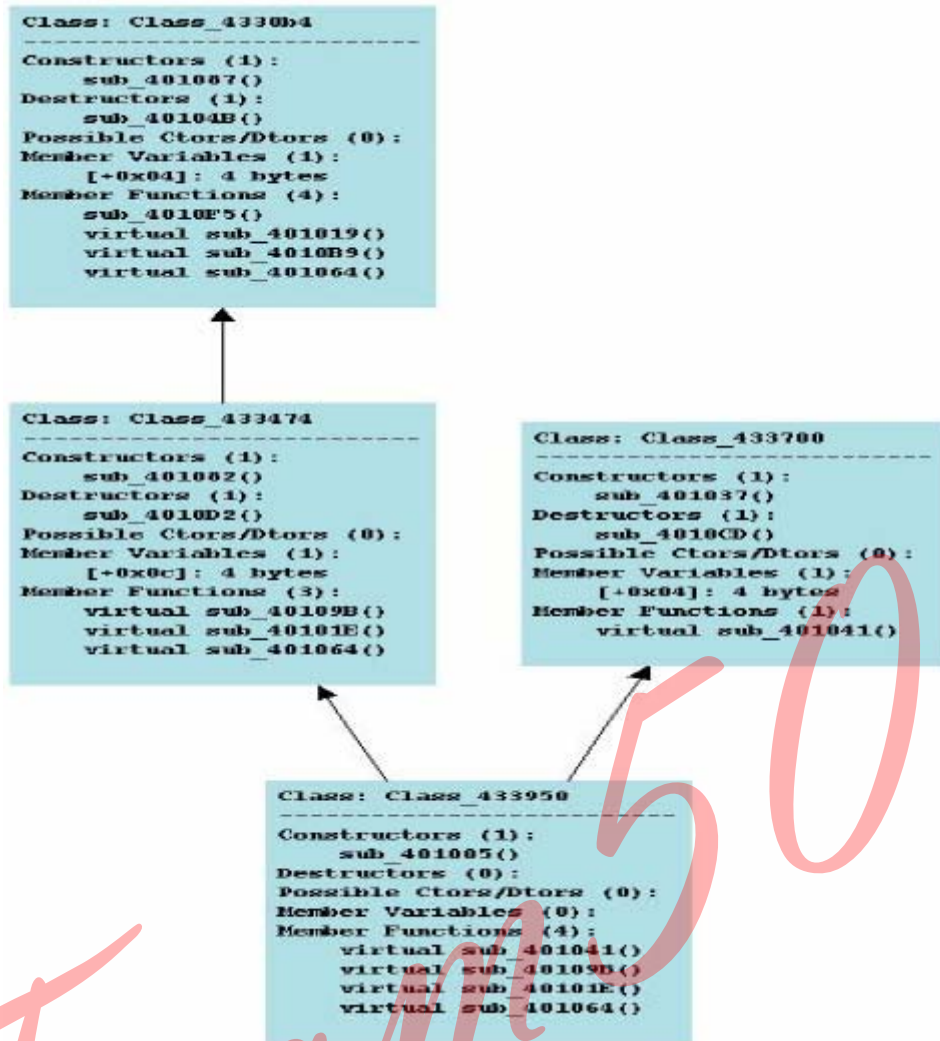 Class: Class_4330b4
----------------------------
Constructors (1):
sub_401087()
Destructors (1):
sub_40104B()
Possible Ctors/Dtors (0):
Member Variables (1):
[+0x04]: 4 bytes
Member Functions (4):
sub_4010F5()
virtual sub_401019()
virtual sub_4010B9()
virtual sub_401064()
Class: Class_433474
----------------------------
Constructors (1):
sub_401082()
Destructors (1):
sub_4010D2()
Possible Ctors/Dtors (0):
Member Variables (1):
[+0x0c]: 4 bytes
Member Functions (3):
virtual sub_40109B()
virtual sub_40101E()
virtual sub_401064()
Class: Class_433700
----------------------------
Constructors (1):
sub_401037()
Destructors (1):
sub_4010CD()
Possible Ctors/Dtors (0):
Member Variables (1):
[+0x04]: 4 bytes
Member Functions (1):
virtual sub_401041()
Class: Class_433950
----------------------------
Constructors (1):
sub_401005()
Destructors (0):
Possible Ctors/Dtors (0):
Member Variables (0):
Member Functions (4):
virtual sub_401041()
virtual sub_40109B()
virtual sub_40101E()
virtual sub_401064()